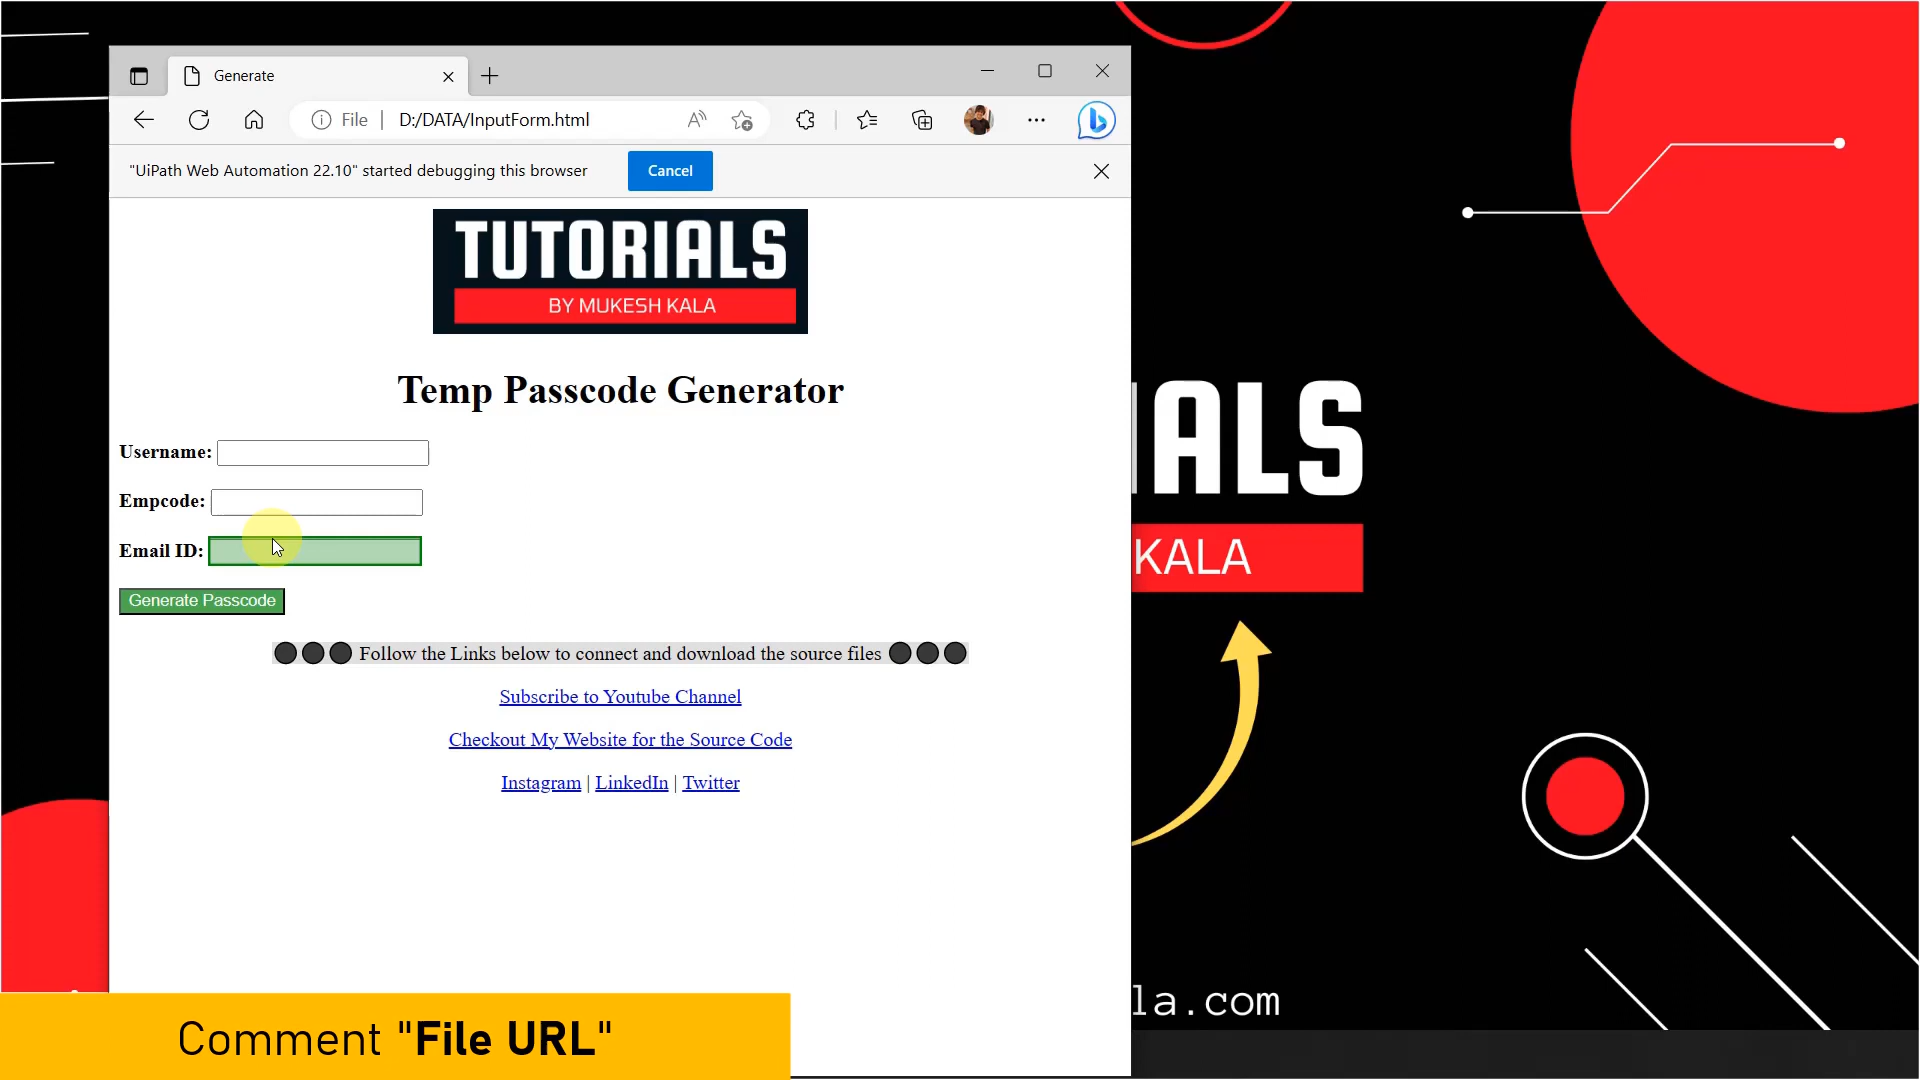 Generate
File
D:/DATA/InputForm.html
"UiPath Web Automation 22.10" started debugging this browser
Cancel
TUTORIALS
BY MUKESH KALA
Temp Passcode Generator
Username:
Empcode:
Email ID:
Generate Passcode
Follow the Links below to connect and download the source files
Subscribe to Youtube Channel
Checkout My Website for the Source Code
Instagram | LinkedIn | Twitter
IALS
KALA
la.com
Comment "File URL"